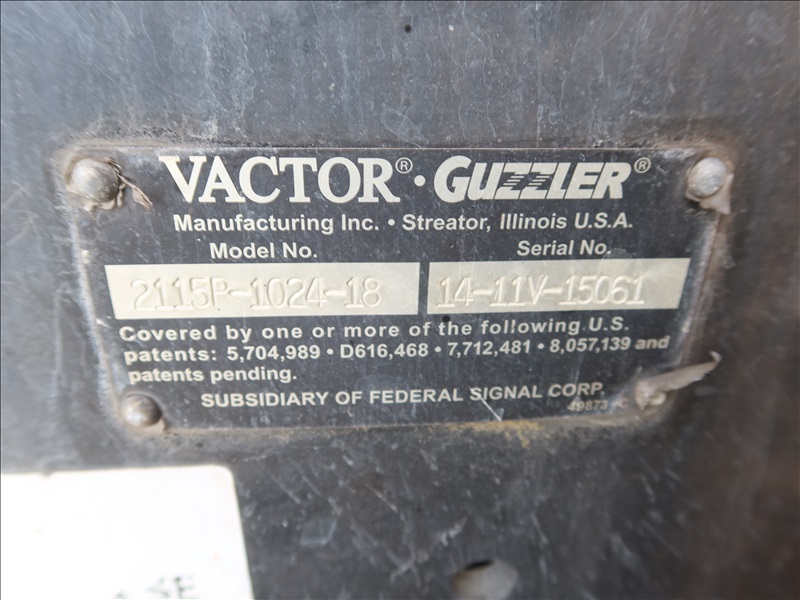 VACTOR® · GUZZLER®
Manufacturing Inc. • Streator, Illinois U.S.A.
Model No. Serial No.
2115P-1024-18 14-11V-15061
Covered by one or more of the following U.S.
patents: 5,704,989 • D616,468 • 7,712,481 • 8,057,139 and
patents pending.
SUBSIDIARY OF FEDERAL SIGNAL CORP.
49873